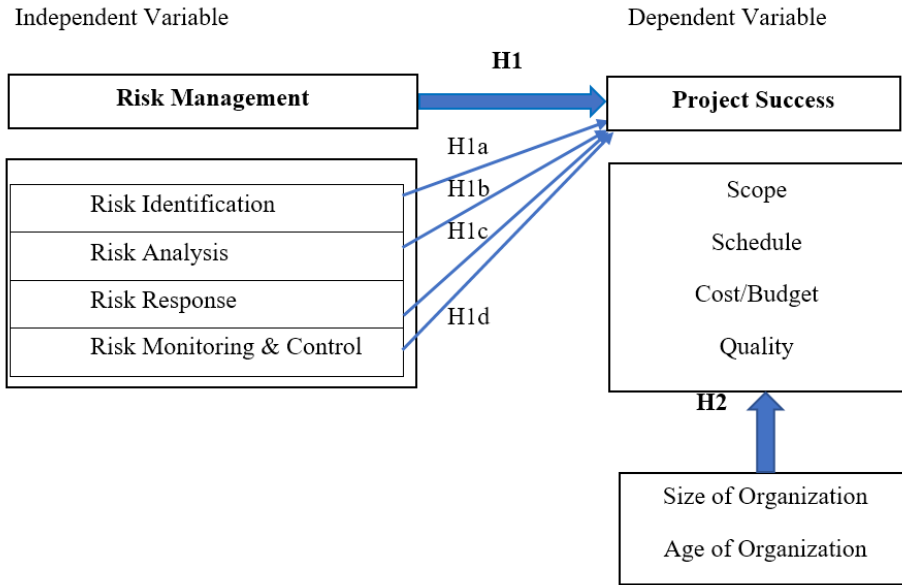 Independent Variable
Dependent Variable
H1
Risk Management
Project Success
H1a
H1b
H1c
H1d
Risk Identification
Risk Analysis
Risk Response
Risk Monitoring & Control
Scope
Schedule
Cost/Budget
Quality
H2
Size of Organization
Age of Organization